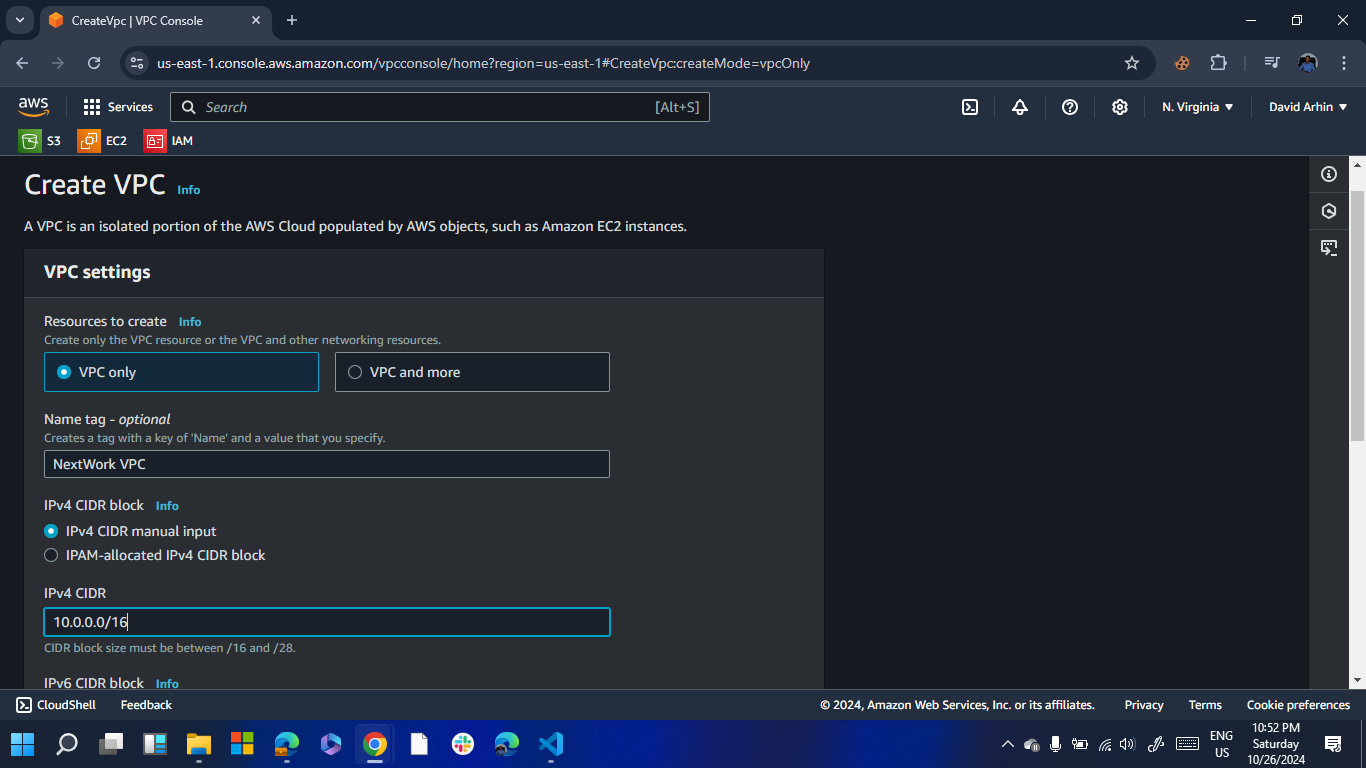 CreateVpc | VPC Console
us-east-1.console.aws.amazon.com/vpcconsole/home?region=us-east-1#CreateVpc:createMode=vpcOnly
aws
Services
Search
[Alt+S]
N. Virginia
David Arhin
S3
EC2
IAM
Create VPC Info
A VPC is an isolated portion of the AWS Cloud populated by AWS objects, such as Amazon EC2 instances.
VPC settings
Resources to create Info
Create only the VPC resource or the VPC and other networking resources.
VPC only
VPC and more
Name tag - optional
Creates a tag with a key of 'Name' and a value that you specify.
NextWork VPC
IPv4 CIDR block Info
IPv4 CIDR manual input
IPAM-allocated IPv4 CIDR block
IPv4 CIDR
10.0.0.0/16
CIDR block size must be between /16 and /28.
IPv6 CIDR block Info
CloudShell
Feedback
© 2024, Amazon Web Services, Inc. or its affiliates.
Privacy
Terms
Cookie preferences
ENG
US
10:52 PM
Saturday
10/26/2024